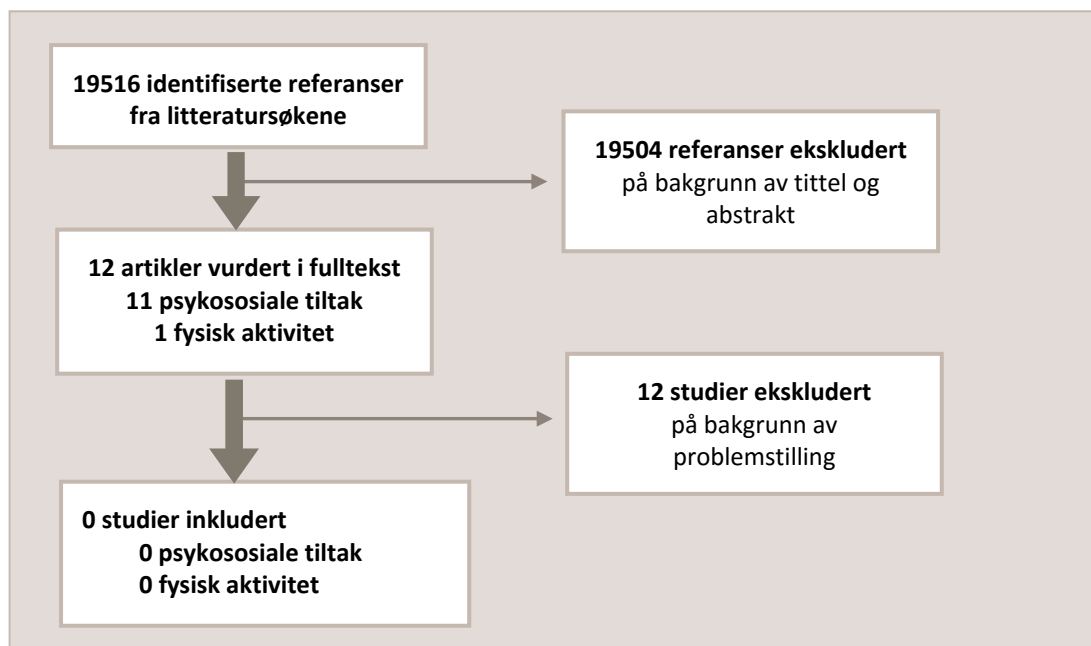 19516 identifiserte referanser
fra litteratursøkene
19504 referanser ekskludert
på bakgrunn av tittel og
abstrakt
12 artikler vurdert i fulltekst
11 psykososiale tiltak
1 fysisk aktivitet
12 studier ekskludert
på bakgrunn av
problemstilling
0 studier inkludert
0 psykososiale tiltak
0 fysisk aktivitet